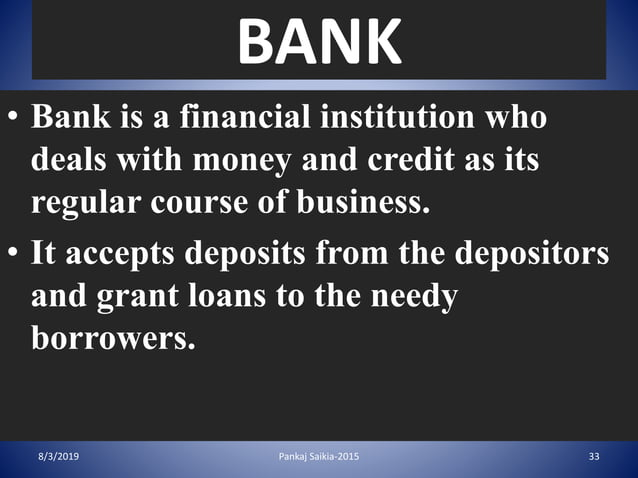 BANK
• Bank is a financial institution who
deals with money and credit as its
regular course of business.
• It accepts deposits from the depositors
and grant loans to the needy
borrowers.
8/3/2019 Pankaj Saikia-2015 33